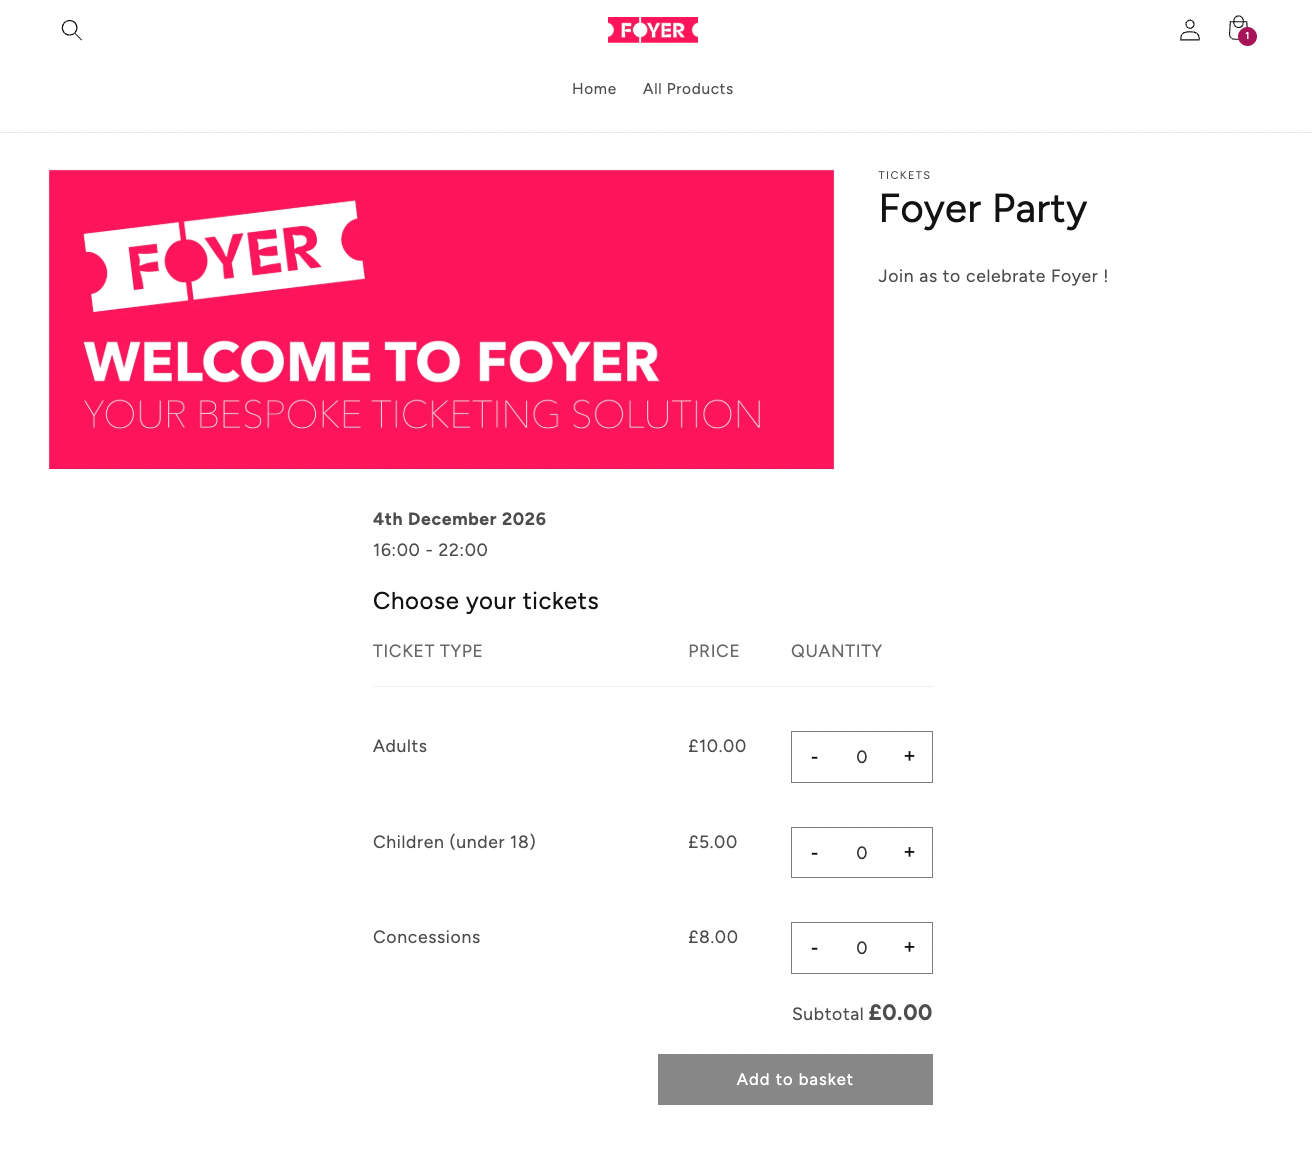 FOYER
1
Home All Products
FOYER
WELCOME TO FOYER
YOUR BESPOKE TICKETING SOLUTION
TICKETS
Foyer Party
Join as to celebrate Foyer !
4th December 2026
16:00 - 22:00
Choose your tickets
TICKET TYPE PRICE QUANTITY
Adults £10.00 - 0 +
Children (under 18) £5.00 - 0 +
Concessions £8.00 - 0 +
Subtotal £0.00
Add to basket